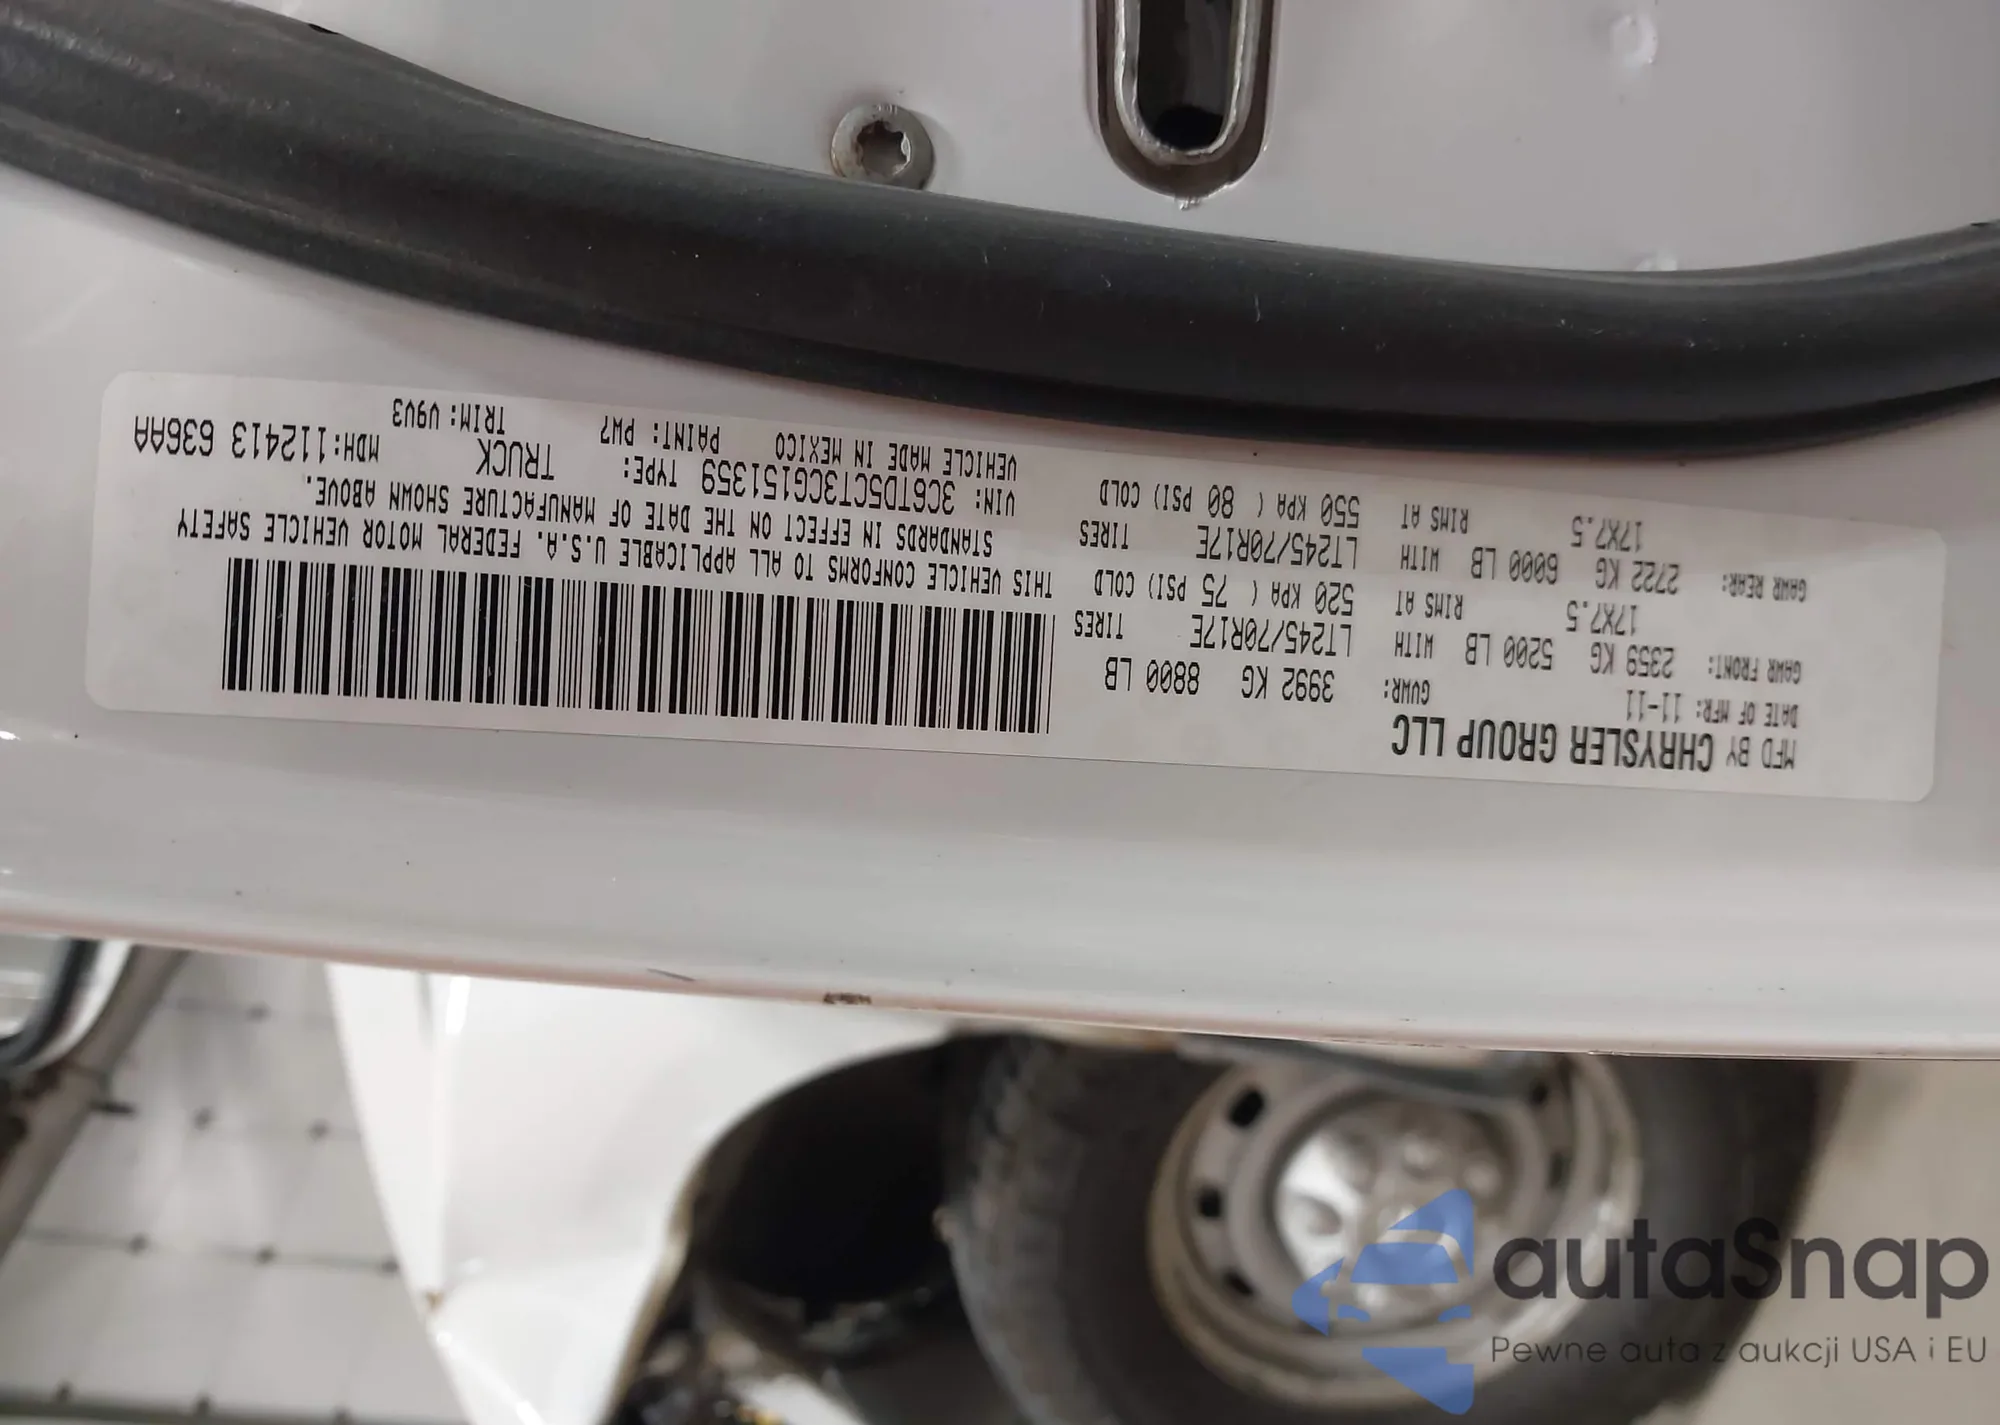 MFD BY CHRYSLER GROUP LLC
DATE OF MFR: 11-11 GVWR: 3992 KG 8800 LB
GAWR FRONT: 2359 KG 5200 LB WITH LT245/70R17E TIRES
17X7.5 RIMS AT 520 KPA ( 75 PSI) COLD
GAWR REAR: 2722 KG 6000 LB WITH LT245/70R17E TIRES
17X7.5 RIMS AT 550 KPA ( 80 PSI) COLD
THIS VEHICLE CONFORMS TO ALL APPLICABLE U.S.A. FEDERAL MOTOR VEHICLE SAFETY
STANDARDS IN EFFECT ON THE DATE OF MANUFACTURE SHOWN ABOVE.
VIN: 3C6TD5CT3CG151359 TYPE: TRUCK MDH:112413 636AA
VEHICLE MADE IN MEXICO PAINT: PW7 TRIM: V9V3
autaSnap
Pewne auta z aukcji USA i EU